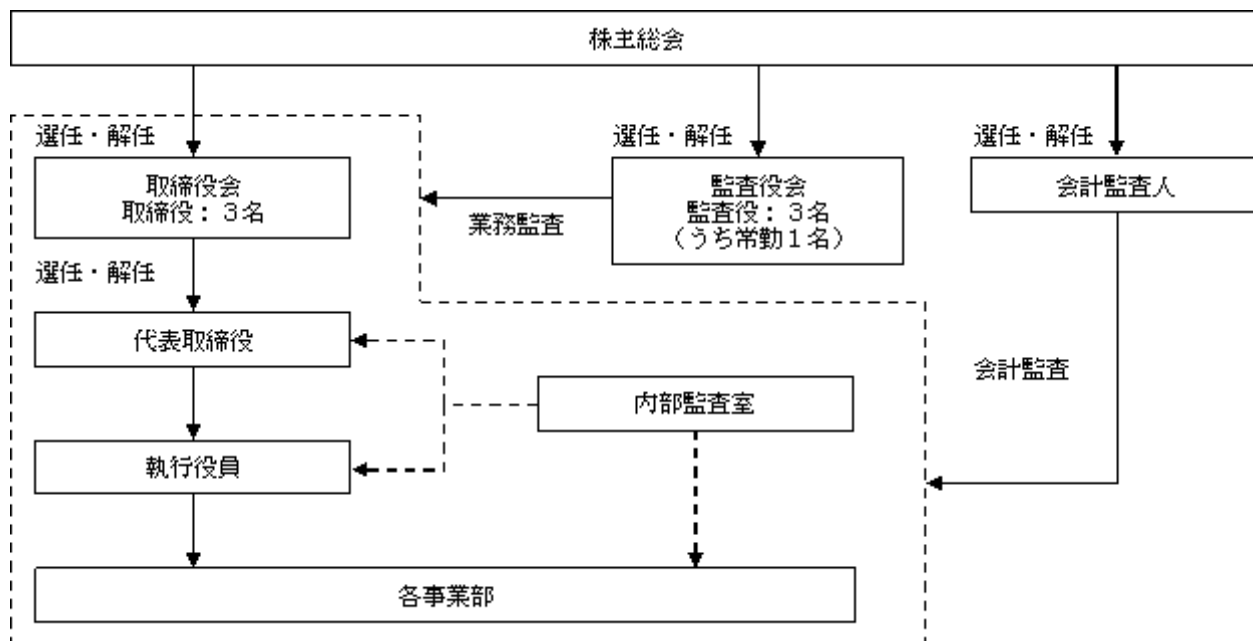 株主総会
選任・解任
選任・解任
選任・解任
取締役会
取締役：３名
監査役会
監査役：３名
（うち常勤１名）
会計監査人
業務監査
選任・解任
代表取締役
会計監査
内部監査室
執行役員
各事業部